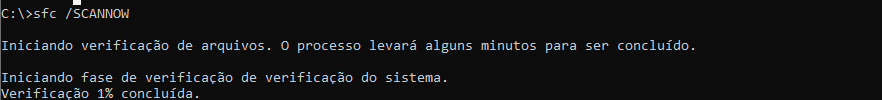 C:\>sfc /SCANNOW
Iniciando verificação de arquivos. O processo levará alguns minutos para ser concluído.
Iniciando fase de verificação de verificação do sistema.
Verificação 1% concluída.